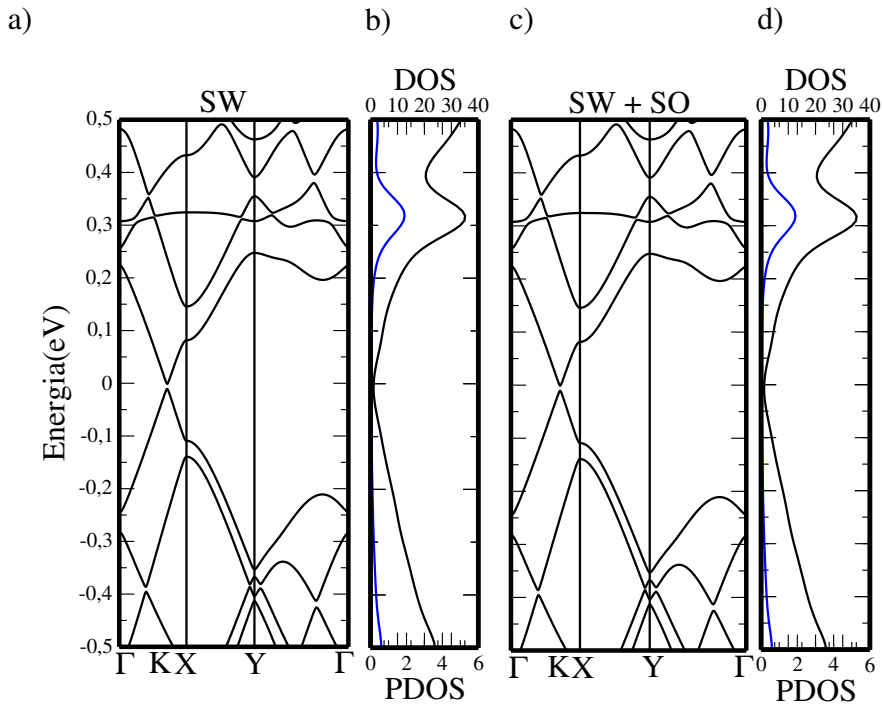 a)
b)
c)
d)
SW
DOS
SW + SO
DOS
0 10 20 30 40
0 10 20 30 40
0,5
0,4
0,3
0,2
0,1
0
-0,1
-0,2
-0,3
-0,4
-0,5
Energia(eV)
Γ K X Y Γ
0 2 4 6
PDOS
Γ K X Y Γ
0 2 4 6
PDOS